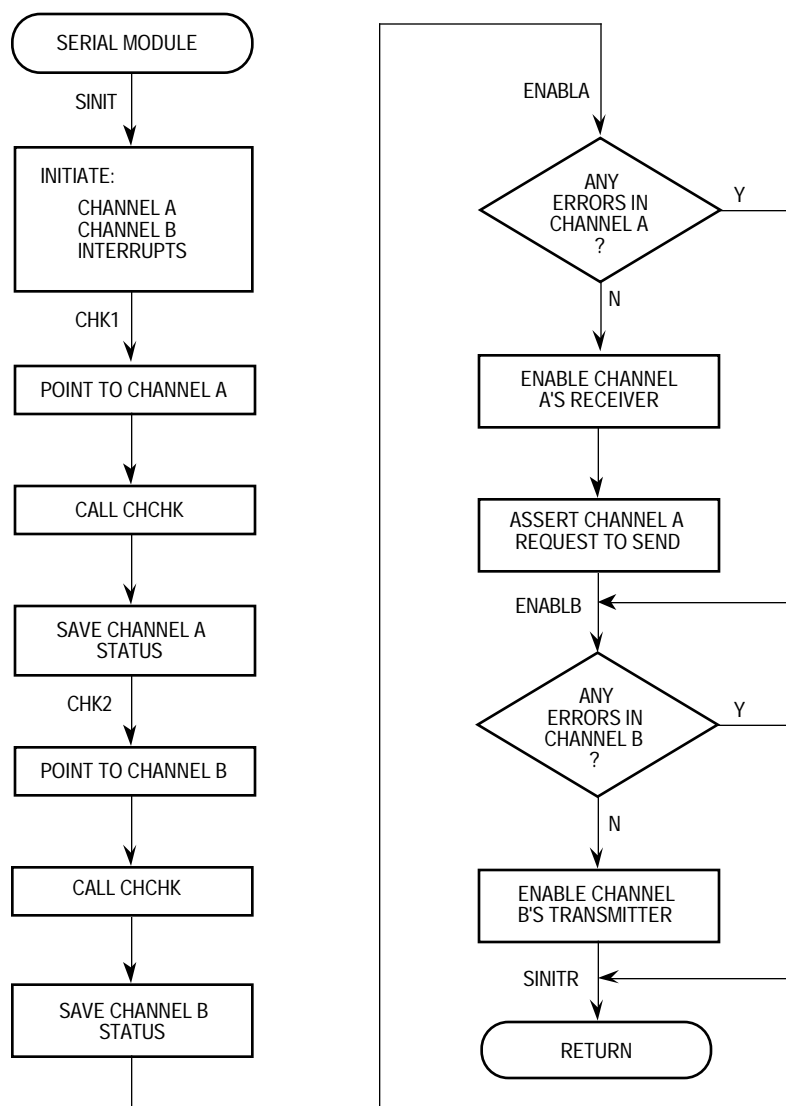 SERIAL MODULE
SINIT
INITIATE:
CHANNEL A
CHANNEL B
INTERRUPTS
CHK1
POINT TO CHANNEL A
CALL CHCHK
SAVE CHANNEL A
STATUS
CHK2
POINT TO CHANNEL B
CALL CHCHK
SAVE CHANNEL B
STATUS
ENABLA
ANY
ERRORS IN
CHANNEL A
?
Y
N
ENABLE CHANNEL
A'S RECEIVER
ASSERT CHANNEL A
REQUEST TO SEND
ENABLB
ANY
ERRORS IN
CHANNEL B
?
Y
N
ENABLE CHANNEL
B'S TRANSMITTER
SINITR
RETURN